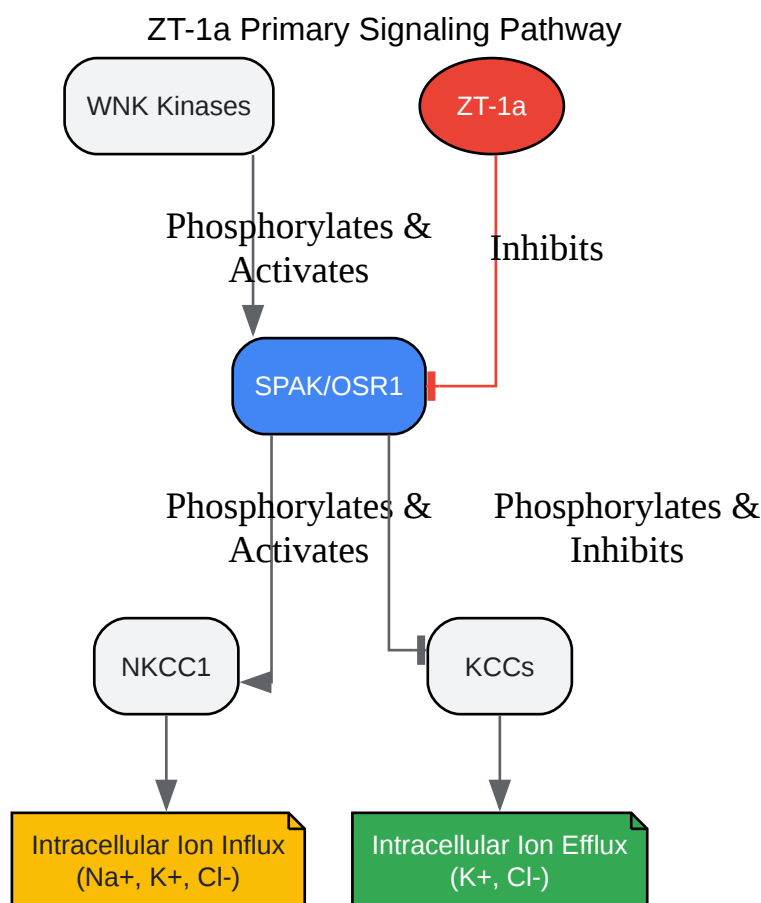 ZT-1a Primary Signaling Pathway
WNK Kinases
ZT-1a
Phosphorylates &
Activates
Inhibits
SPAK/OSR1
Phosphorylates &
Activates
Phosphorylates &
Inhibits
NKCC1
KCCs
Intracellular Ion Influx
(Na+, K+, Cl-)
Intracellular Ion Efflux
(K+, Cl-)